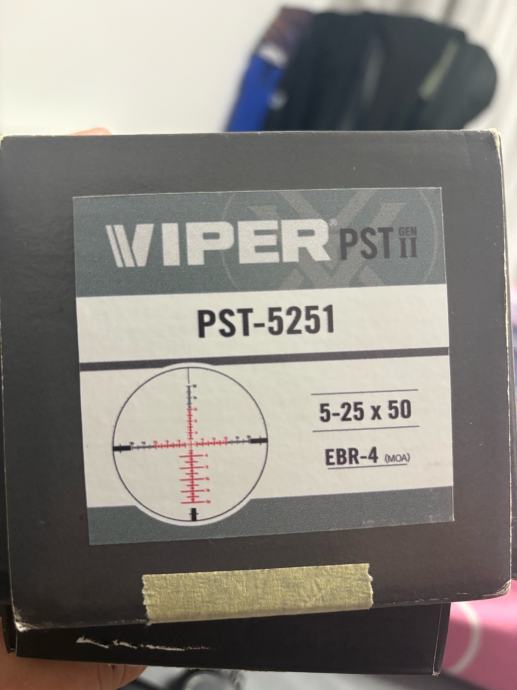 VIPER PST GEN II
PST-5251
5-25 x 50
EBR-4 (MOA)